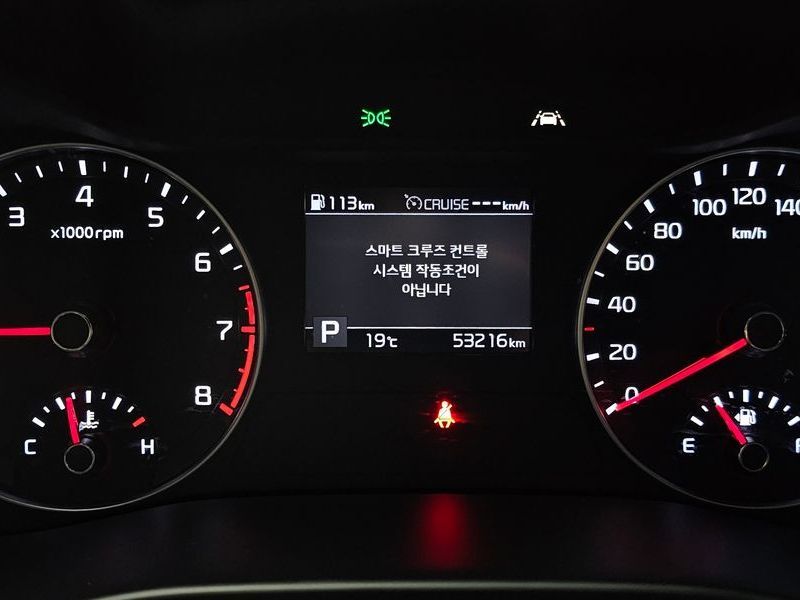 113km CRUISE ---km/h
스마트 크루즈 컨트롤
시스템 작동조건이
아닙니다
P 19℃ 53216km
3 4 5 6 7 8
x1000rpm
C H
0 20 40 60 80 100 120 140
km/h
E